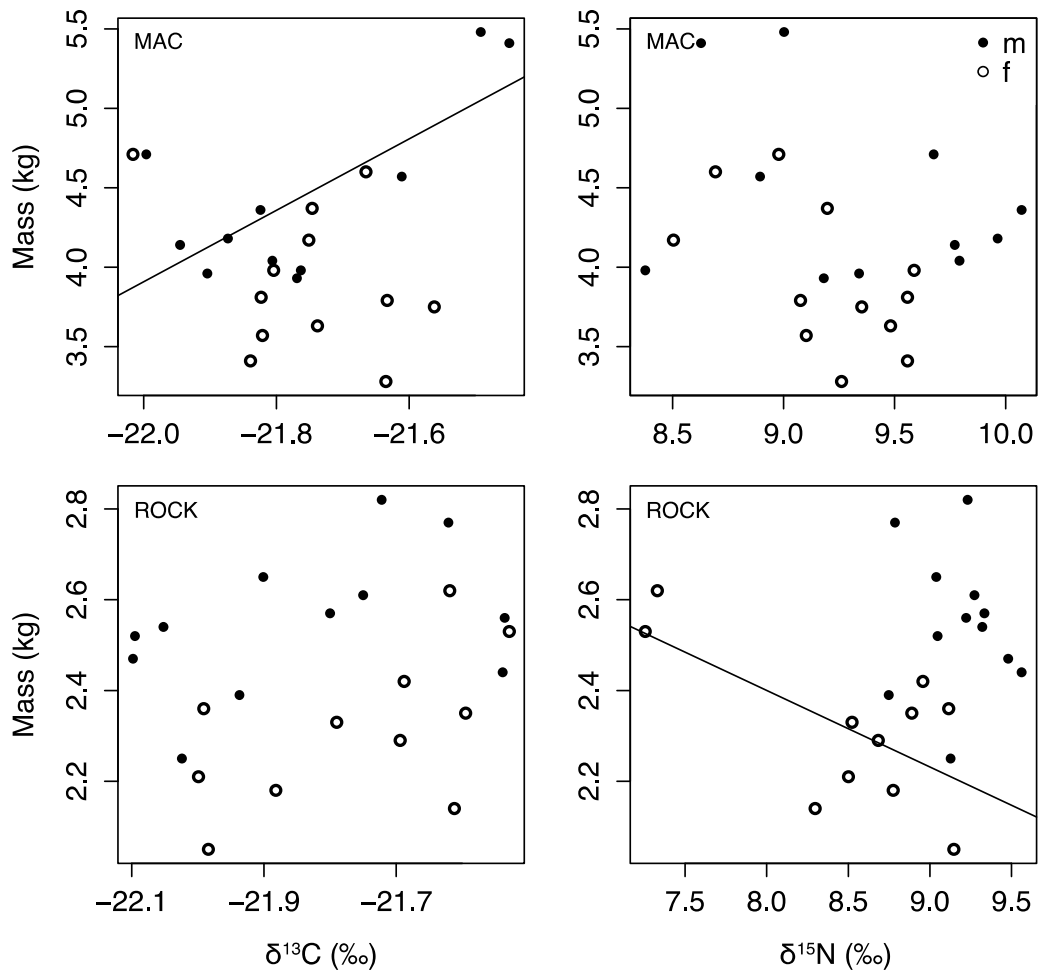 MAC
Mass (kg)
3.5 4.0 4.5 5.0 5.5
−22.0 −21.8 −21.6
MAC
m
f
3.5 4.0 4.5 5.0 5.5
8.5 9.0 9.5 10.0
ROCK
Mass (kg)
2.2 2.4 2.6 2.8
−22.1 −21.9 −21.7
δ¹³C (‰)
ROCK
2.2 2.4 2.6 2.8
7.5 8.0 8.5 9.0 9.5
δ¹⁵N (‰)